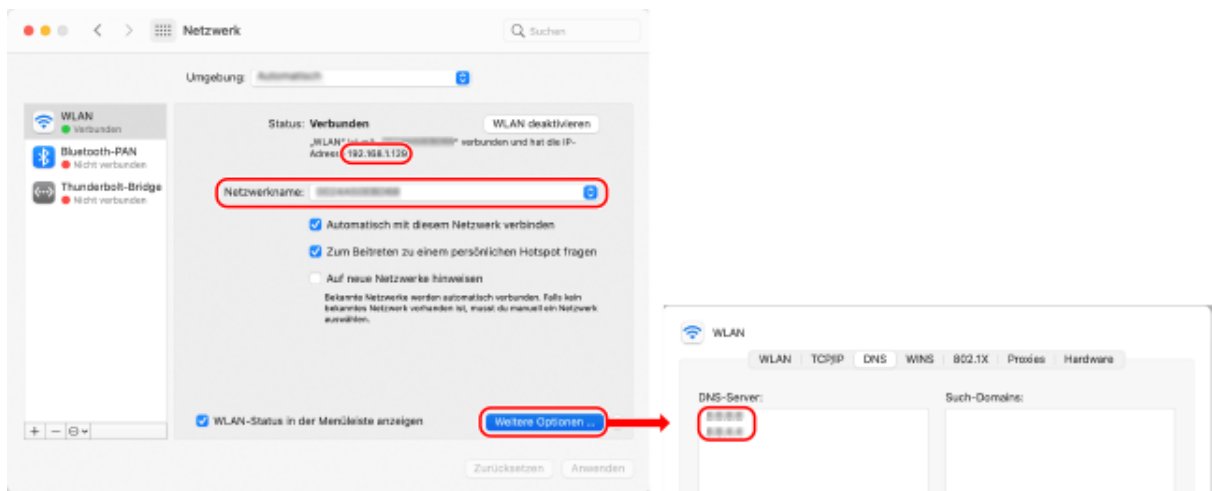 Netzwerk
Suchen
Umgebung:
WLAN
Verbunden
Bluetooth-PAN
Nicht verbunden
Thunderbolt-Bridge
Nicht verbunden
Status: Verbunden
WLAN deaktivieren
„WLAN“ verbunden und hat die IP-
192.168.1.129
Netzwerkname:
Automatisch mit diesem Netzwerk verbinden
Zum Beitreten zu einem persönlichen Hotspot fragen
Auf neue Netzwerke hinweisen
Bekannte Netzwerke werden automatisch verbunden. Falls kein
bekanntes Netzwerk vorhanden ist, musst du manuell ein Netzwerk
auswählen.
WLAN-Status in der Menüleiste anzeigen
Weitere Optionen ...
+ −
Zurücksetzen Anwenden
WLAN
WLAN TCP/IP DNS WINS 802.1X Proxies Hardware
DNS-Server:
Such-Domains: